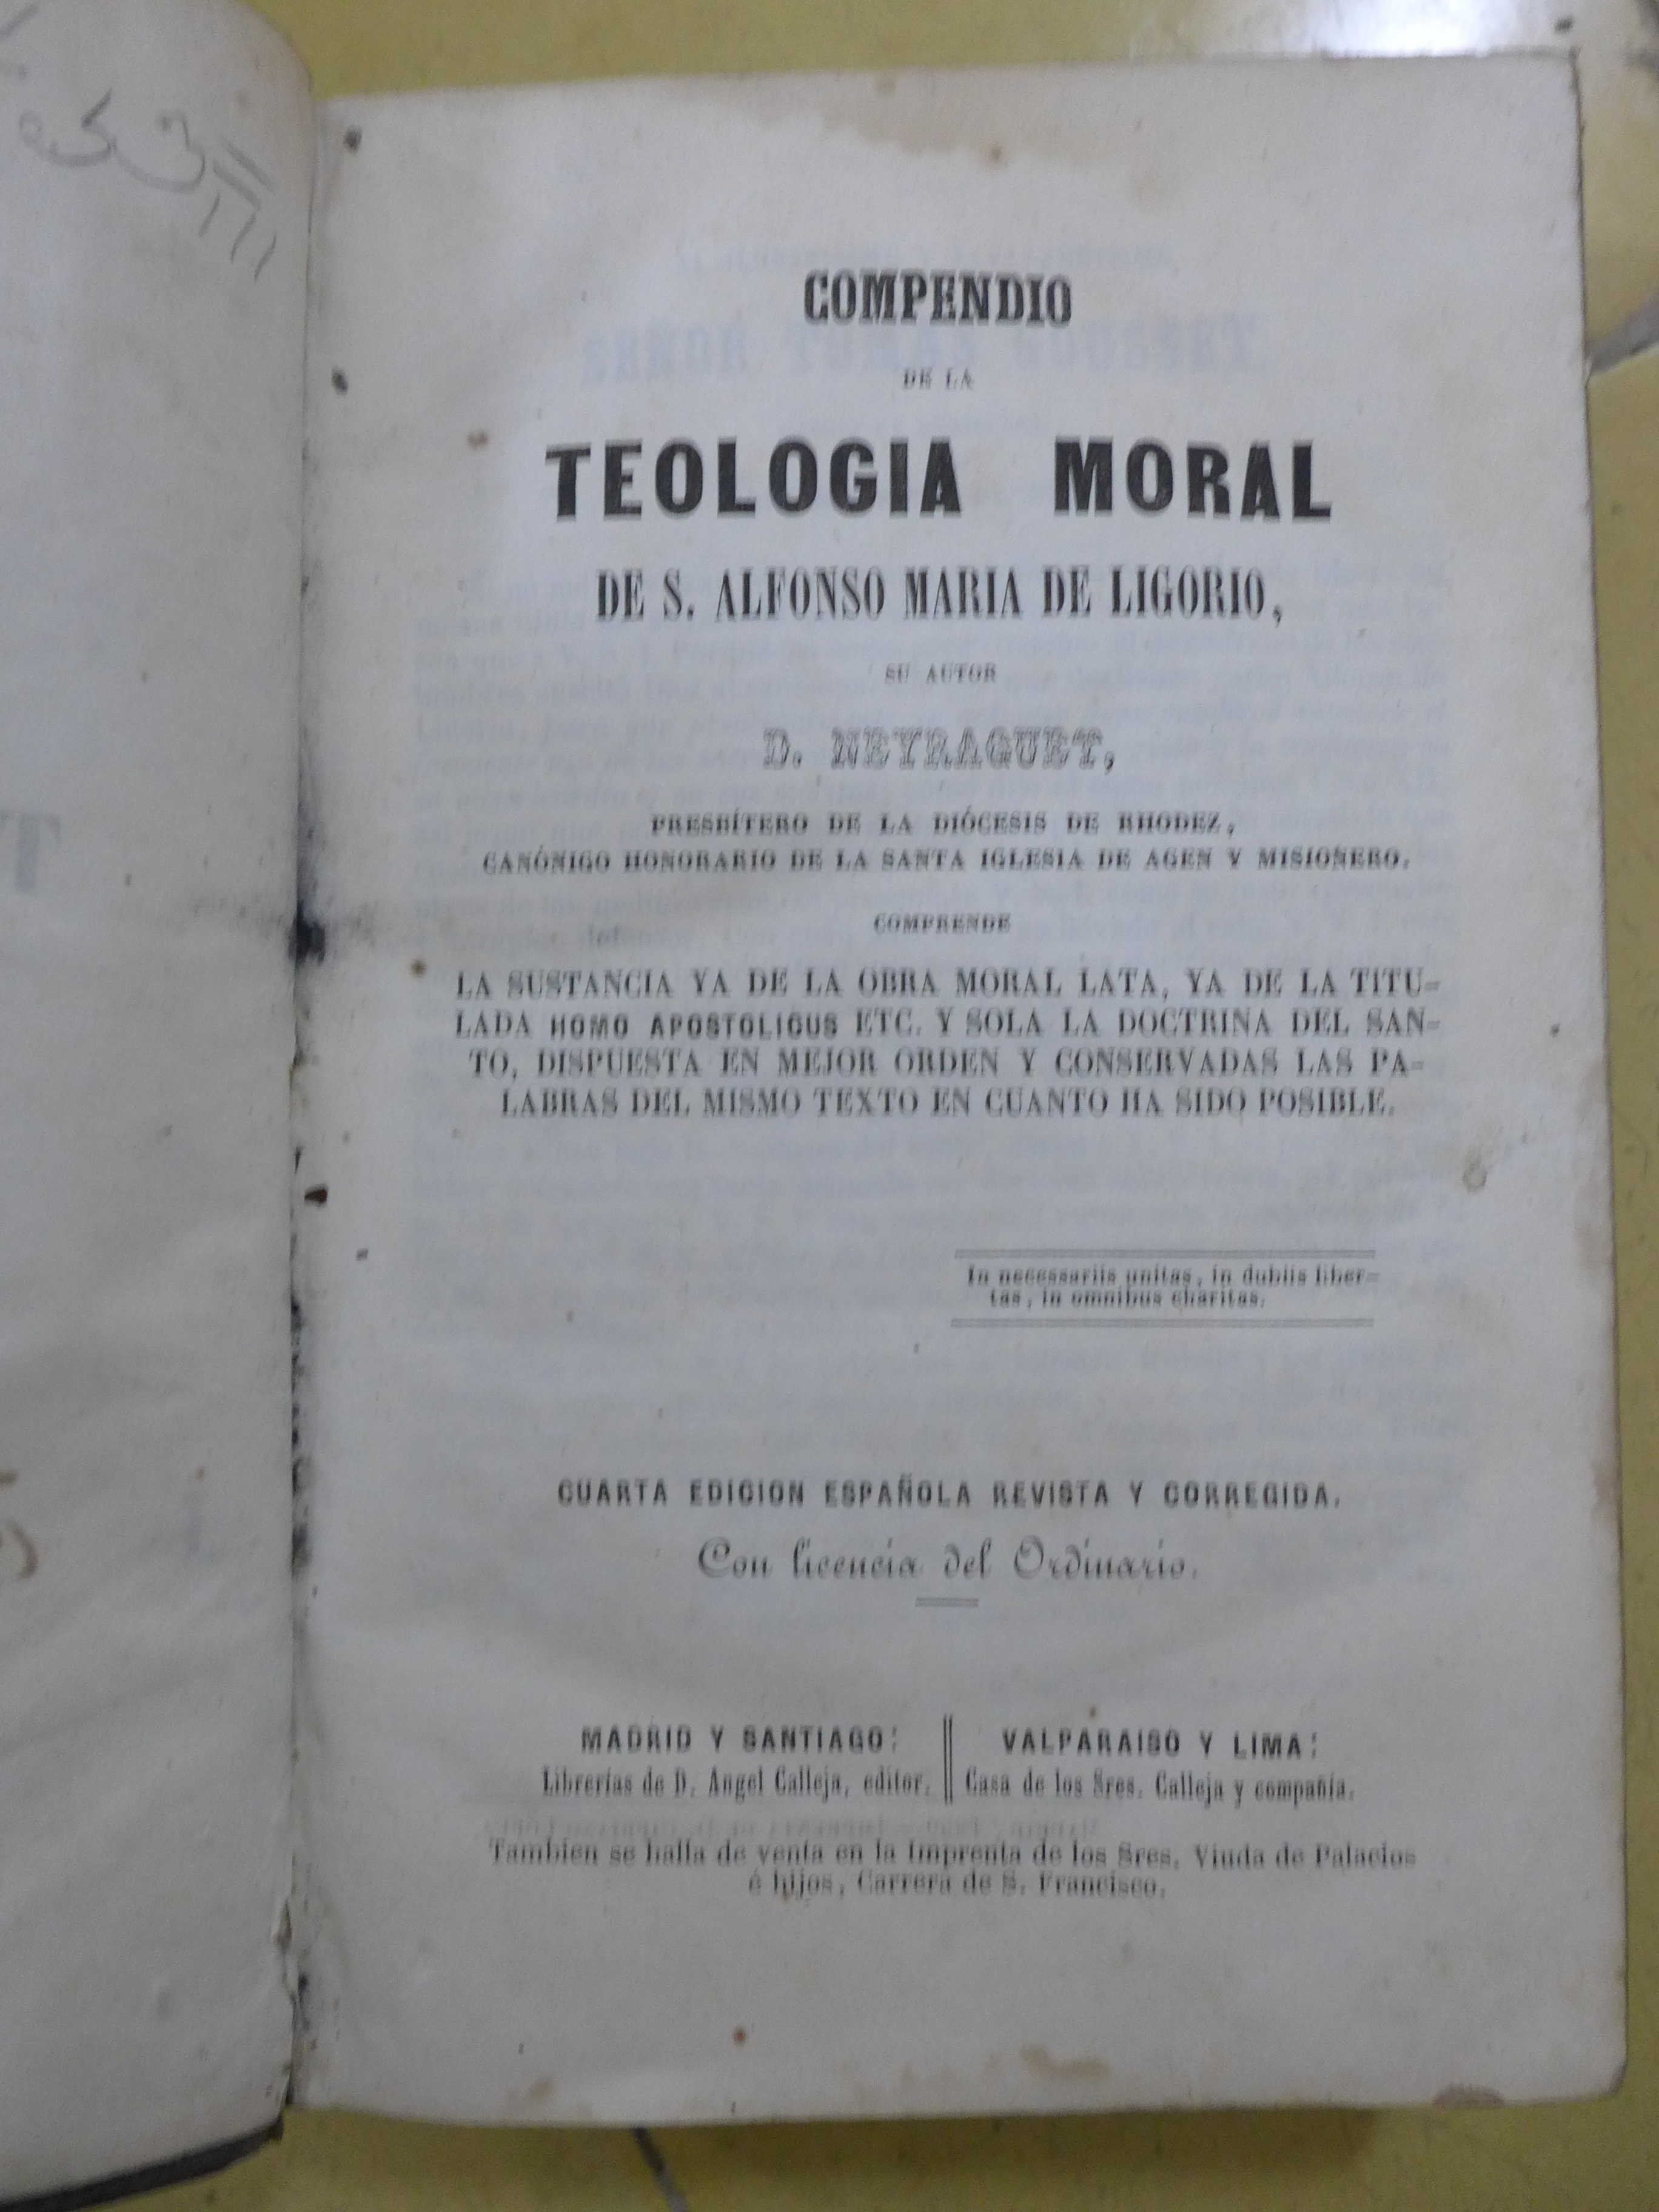 COMPENDIO
DE LA
TEOLOGIA MORAL
DE S. ALFONSO MARIA DE LIGORIO,
SU AUTOR
D. NEYRAGUET,
PRESBÍTERO DE LA DIÓCESIS DE RHODEZ,
CANÓNIGO HONORARIO DE LA SANTA IGLESIA DE AGEN Y MISIONERO.
COMPRENDE
LA SUSTANCIA YA DE LA OBRA MORAL LATA, YA DE LA TITU-
LADA HOMO APOSTOLICUS ETC. Y SOLA LA DOCTRINA DEL SAN-
TO, DISPUESTA EN MEJOR ORDEN Y CONSERVADAS LAS PA-
LABRAS DEL MISMO TEXTO EN CUANTO HA SIDO POSIBLE.
In necessariis unitas, in dubiis liber-
tas, in omnibus charitas.
CUARTA EDICION ESPAÑOLA REVISTA Y CORREGIDA.
Con licencia del Ordinario.
MADRID Y SANTIAGO:
Librerías de D. Angel Calleja, editor.
VALPARAISO Y LIMA:
Casa de los Sres. Calleja y compañía.
Tambien se halla de venta en la Imprenta de los Sres. Viuda de Palacios
é hijos, Carrera de S. Francisco.